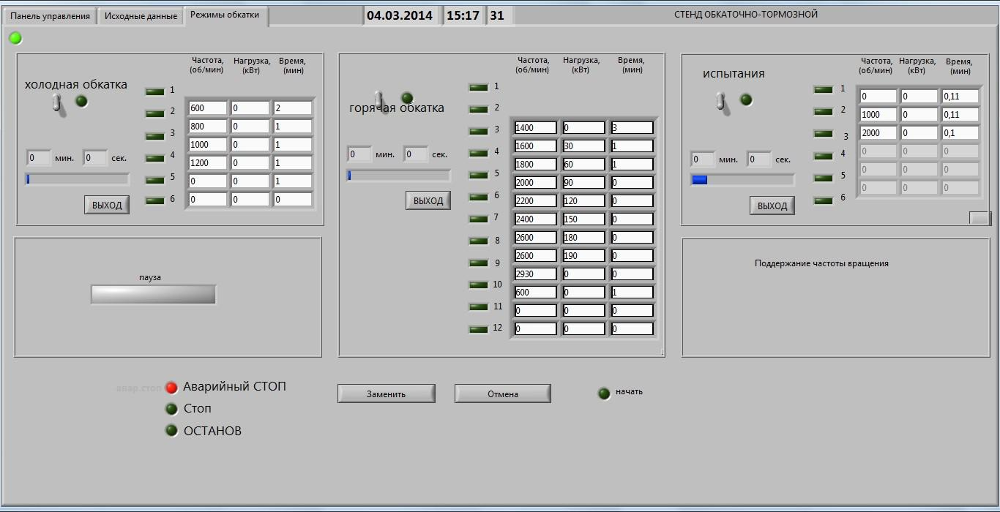 Панель управления Исходные данные Режимы обкатки 04.03.2014 15:17 31 СТЕНД ОБКАТОЧНО-ТОРМОЗНОЙ
холодная обкатка
Частота, (об/мин) Нагрузка, (кВт) Время, (мин)
1
2
3
4
5
6
600 0 2
800 0 1
1000 0 1
1200 0 1
0 0 1
0 0 0
0 мин. 0 сек.
ВЫХОД
горячая обкатка
Частота, (об/мин) Нагрузка, (кВт) Время, (мин)
1
2
3
4
5
6
7
8
9
10
11
12
1400 0 3
1600 30 1
1800 60 1
2000 90 0
2200 120 0
2400 150 0
2600 180 0
2600 190 0
2930 0 0
600 0 1
0 0 0
0 0 0
0 мин. 0 сек.
ВЫХОД
испытания
Частота, (об/мин) Нагрузка, (кВт) Время, (мин)
1
2
3
4
5
6
0 0 0,11
1000 0 0,11
2000 0 0,1
0 0 0
0 0 0
0 0 0
0 мин. 0 сек.
ВЫХОД
пауза
Поддержание частоты вращения
авар.стоп Аварийный СТОП
Стоп
ОСТАНОВ
Заменить Отмена начать